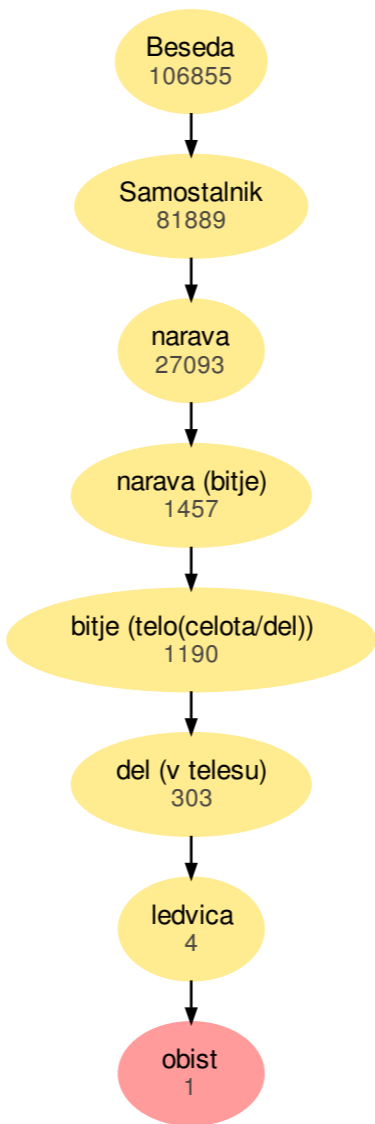 Beseda
106855
Samostalnik
81889
narava
27093
narava (bitje)
1457
bitje (telo(celota/del))
1190
del (v telesu)
303
ledvica
4
obist
1